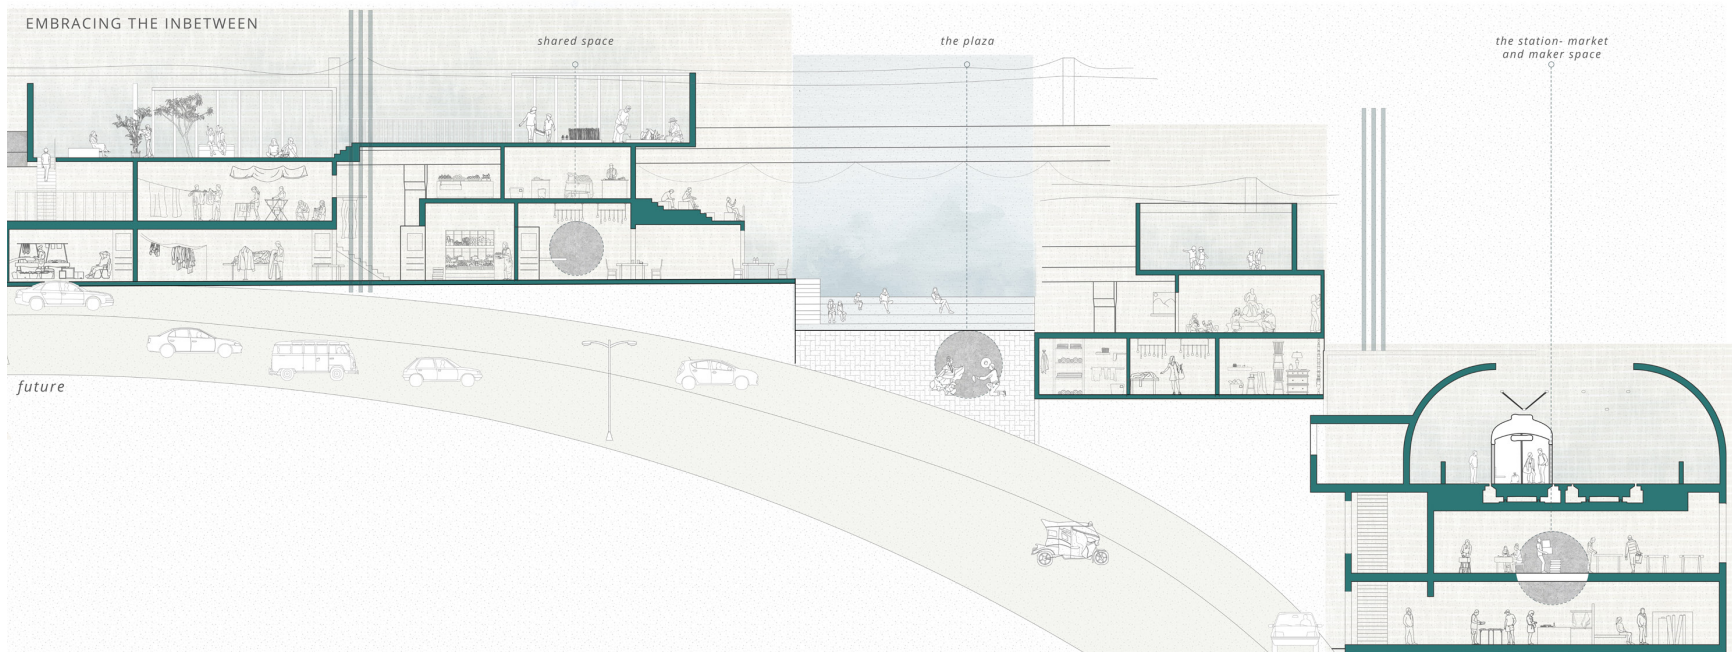 EMBRACING THE INBETWEEN
shared space
the plaza
the station- market
and maker space
future